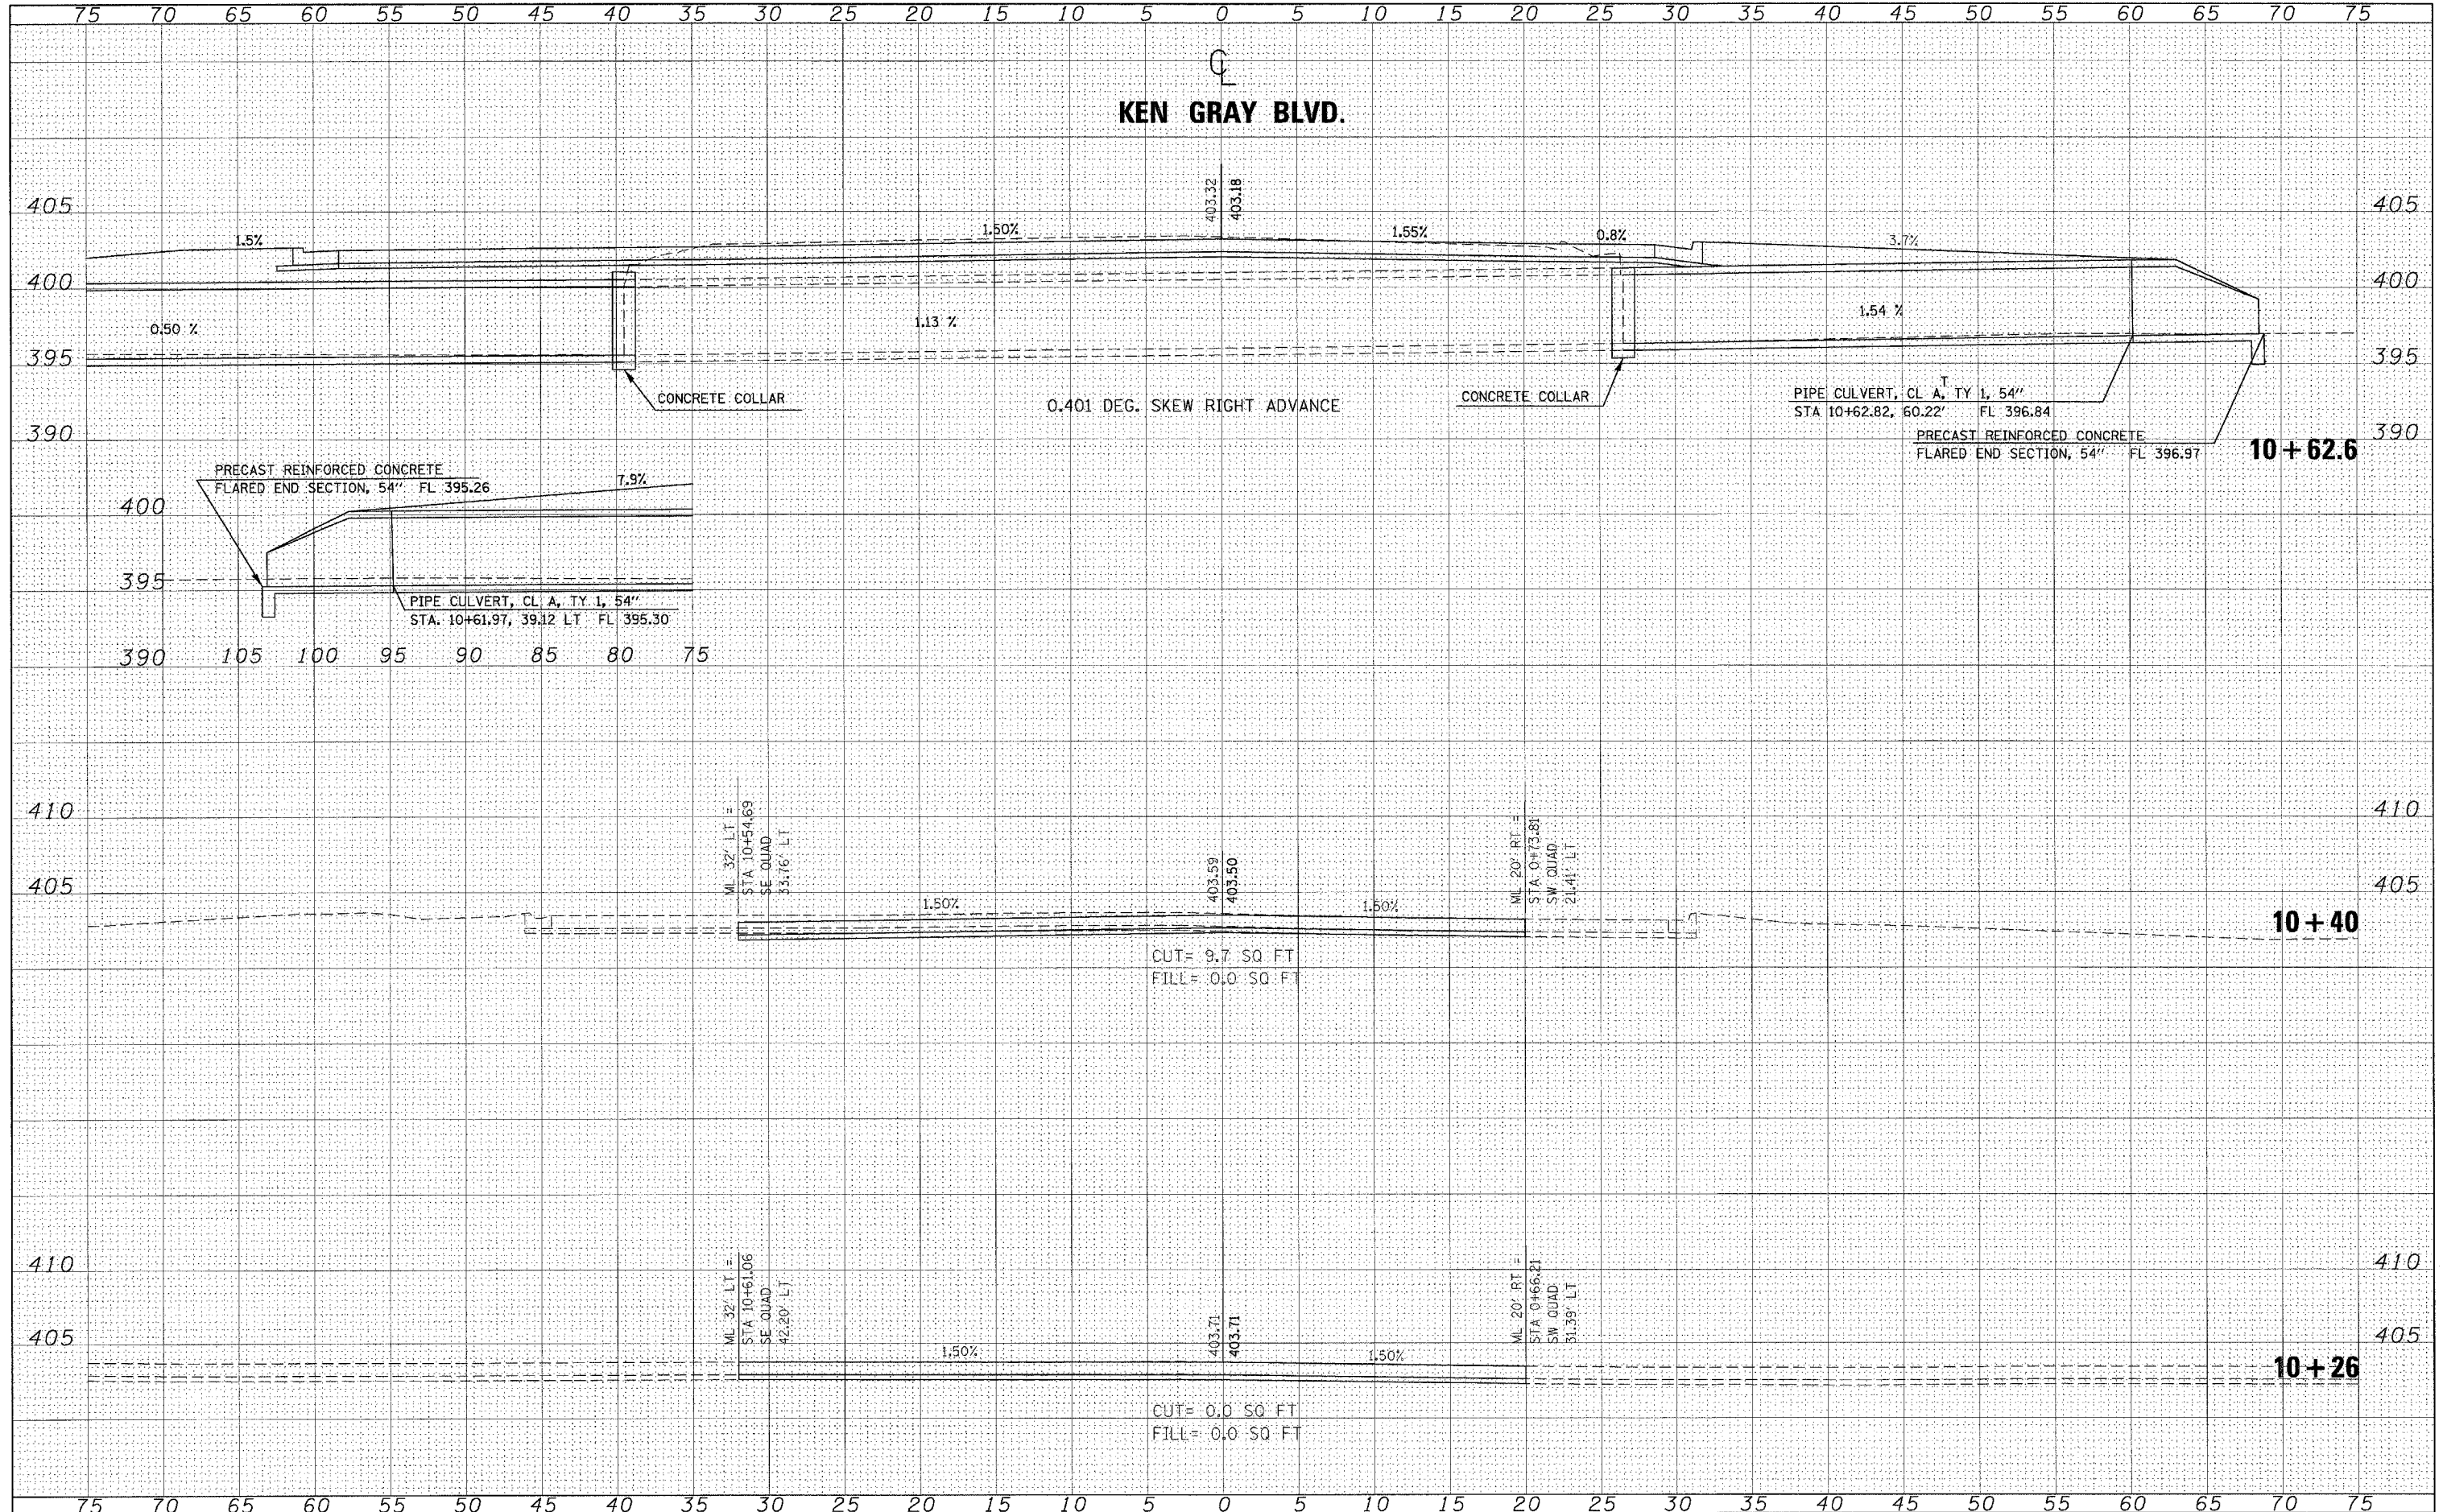 75 70 65 60 55 50 45 40 35 30 25 20 15 10 5 0 5 10 15 20 25 30 35 40 45 50 55 60 65 70 75
CL
KEN GRAY BLVD.
403.32
403.18
405 405
1.5% 1.50% 1.55% 0.8% 3.7%
400 400
0.50 % 1.13 % 1.54 %
395 395
CONCRETE COLLAR
0.401 DEG. SKEW RIGHT ADVANCE
CONCRETE COLLAR
T
PIPE CULVERT, CL A, TY 1, 54"
STA 10+62.82, 60.22' FL 396.84
390 390
PRECAST REINFORCED CONCRETE
FLARED END SECTION, 54" FL 396.97
10+62.6
PRECAST REINFORCED CONCRETE
FLARED END SECTION, 54" FL 395.26
7.9%
400
395
PIPE CULVERT, CL A, TY 1, 54"
STA. 10+61.97, 39.12 LT FL 395.30
390 105 100 95 90 85 80 75
410 410
ML 32' LT =
STA 10+54.69
SE QUAD
33.76' LT
403.59
403.50
ML 20' RT =
STA 0+73.81
SW QUAD
21.41' LT
405 405
1.50% 1.50%
10+40
CUT= 9.7 SQ FT
FILL= 0.0 SQ FT
410 410
ML 32' LT =
STA 10+61.06
SE QUAD
42.20' LT
403.71
403.71
ML 20' RT =
STA 0+66.21
SW QUAD
31.39' LT
405 405
1.50% 1.50%
10+26
CUT= 0.0 SQ FT
FILL= 0.0 SQ FT
75 70 65 60 55 50 45 40 35 30 25 20 15 10 5 0 5 10 15 20 25 30 35 40 45 50 55 60 65 70 75